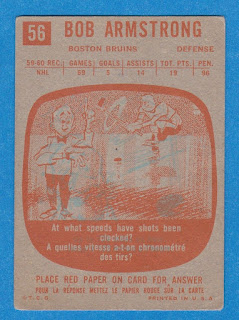 56 BOB ARMSTRONG
BOSTON BRUINS DEFENSE
59-60 REC. GAMES GOALS ASSISTS TOT. PTS. PEN.
NHL 59 5 14 19 96
At what speeds have shots been
clocked?
A quelles vitesse a-t-on chronométré
des tirs?
PLACE RED PAPER ON CARD FOR ANSWER
POUR LA RÉPONSE METTEZ LE PAPIER ROUGE SUR LA CARTE
© T. C. G. PRINTED IN U.S.A.